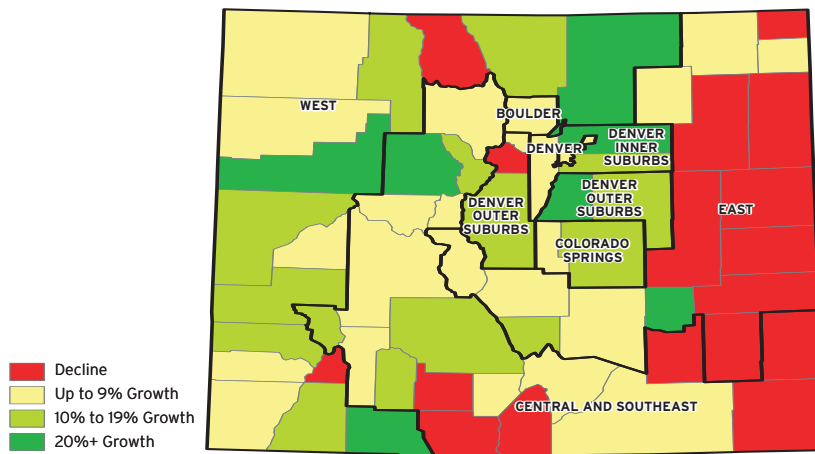 WEST
BOULDER
DENVER
DENVER
INNER
SUBURBS
DENVER
OUTER
SUBURBS
DENVER
OUTER
SUBURBS
EAST
COLORADO
SPRINGS
CENTRAL AND SOUTHEAST
Decline
Up to 9% Growth
10% to 19% Growth
20%+ Growth